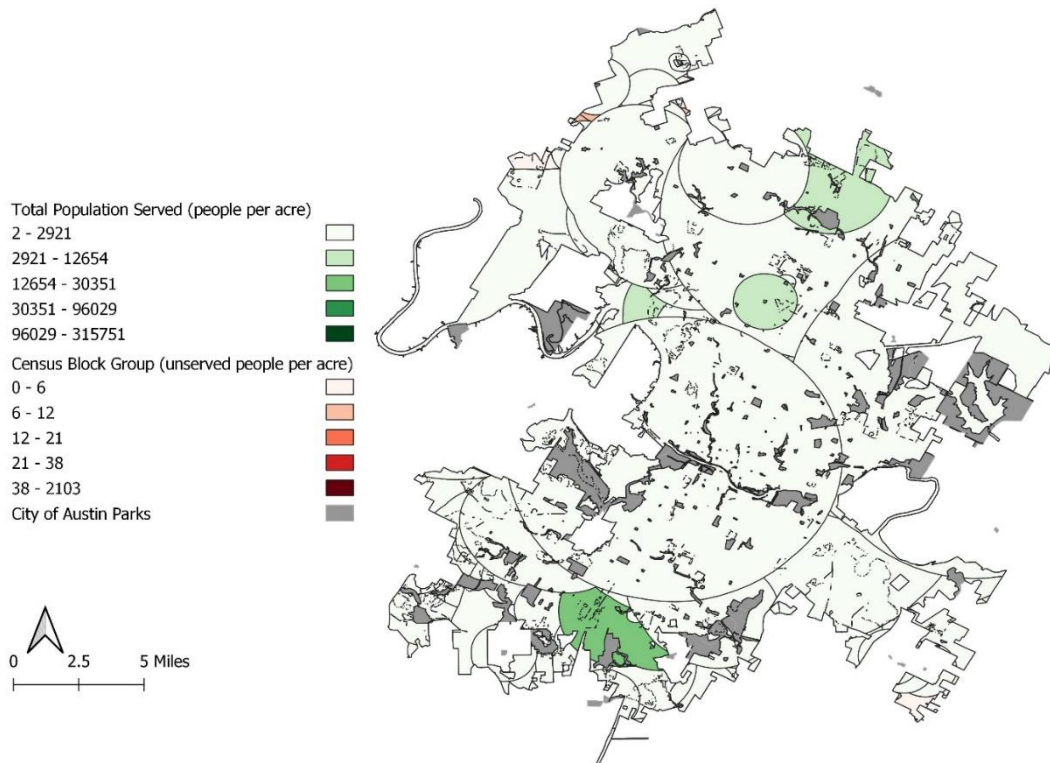 Total Population Served (people per acre)
2 - 2921
2921 - 12654
12654 - 30351
30351 - 96029
96029 - 315751
Census Block Group (unserved people per acre)
0 - 6
6 - 12
12 - 21
21 - 38
38 - 2103
City of Austin Parks
0 2.5 5 Miles